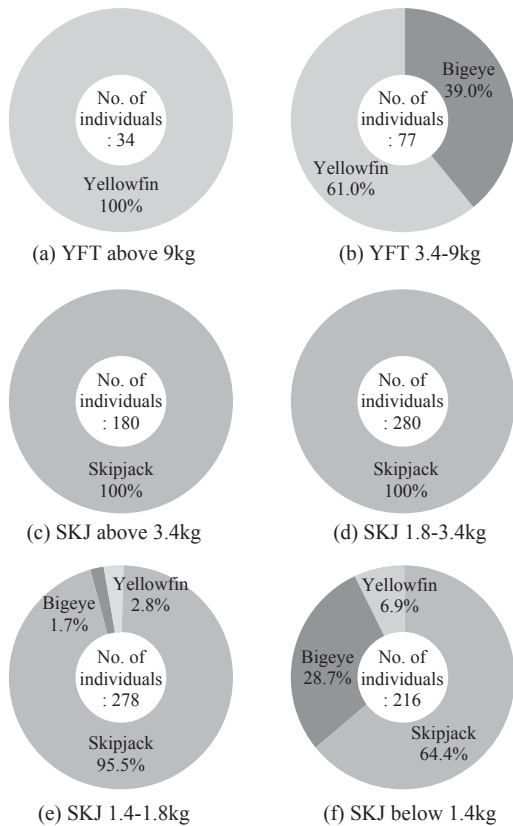 No. of
individuals
: 34
Yellowfin
100%
(a) YFT above 9kg
Bigeye
39.0%
No. of
individuals
: 77
Yellowfin
61.0%
(b) YFT 3.4-9kg
No. of
individuals
: 180
Skipjack
100%
(c) SKJ above 3.4kg
No. of
individuals
: 280
Skipjack
100%
(d) SKJ 1.8-3.4kg
Yellowfin
2.8%
Bigeye
1.7%
No. of
individuals
: 278
Skipjack
95.5%
(e) SKJ 1.4-1.8kg
Yellowfin
6.9%
Bigeye
28.7%
No. of
individuals
: 216
Skipjack
64.4%
(f) SKJ below 1.4kg